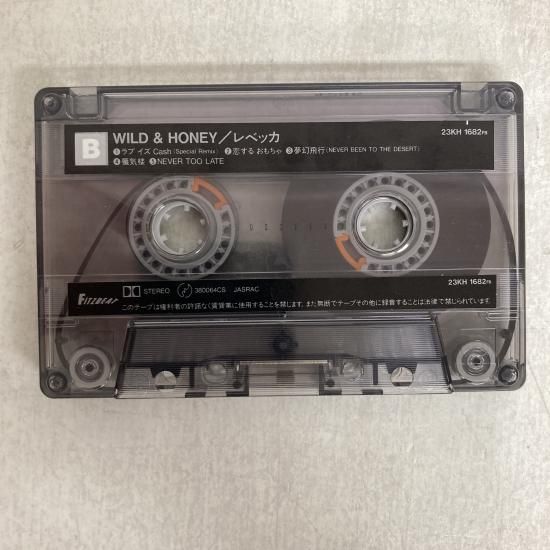 B WILD & HONEY／レベッカ 23KH 1682PS
❶ラブ イズ Cash (Special Remix) ❷恋する おもちゃ ❸夢幻飛行 (NEVER BEEN TO THE DESERT)
❹蜃気楼 ❺NEVER TOO LATE
FITZBEAT DOLBY STEREO 380064CS JASRAC 23KH 1682PS
このテープは権利者の許諾なく賃貸業に使用することを禁じます。また無断でテープその他に録音することは法律で禁じられています。